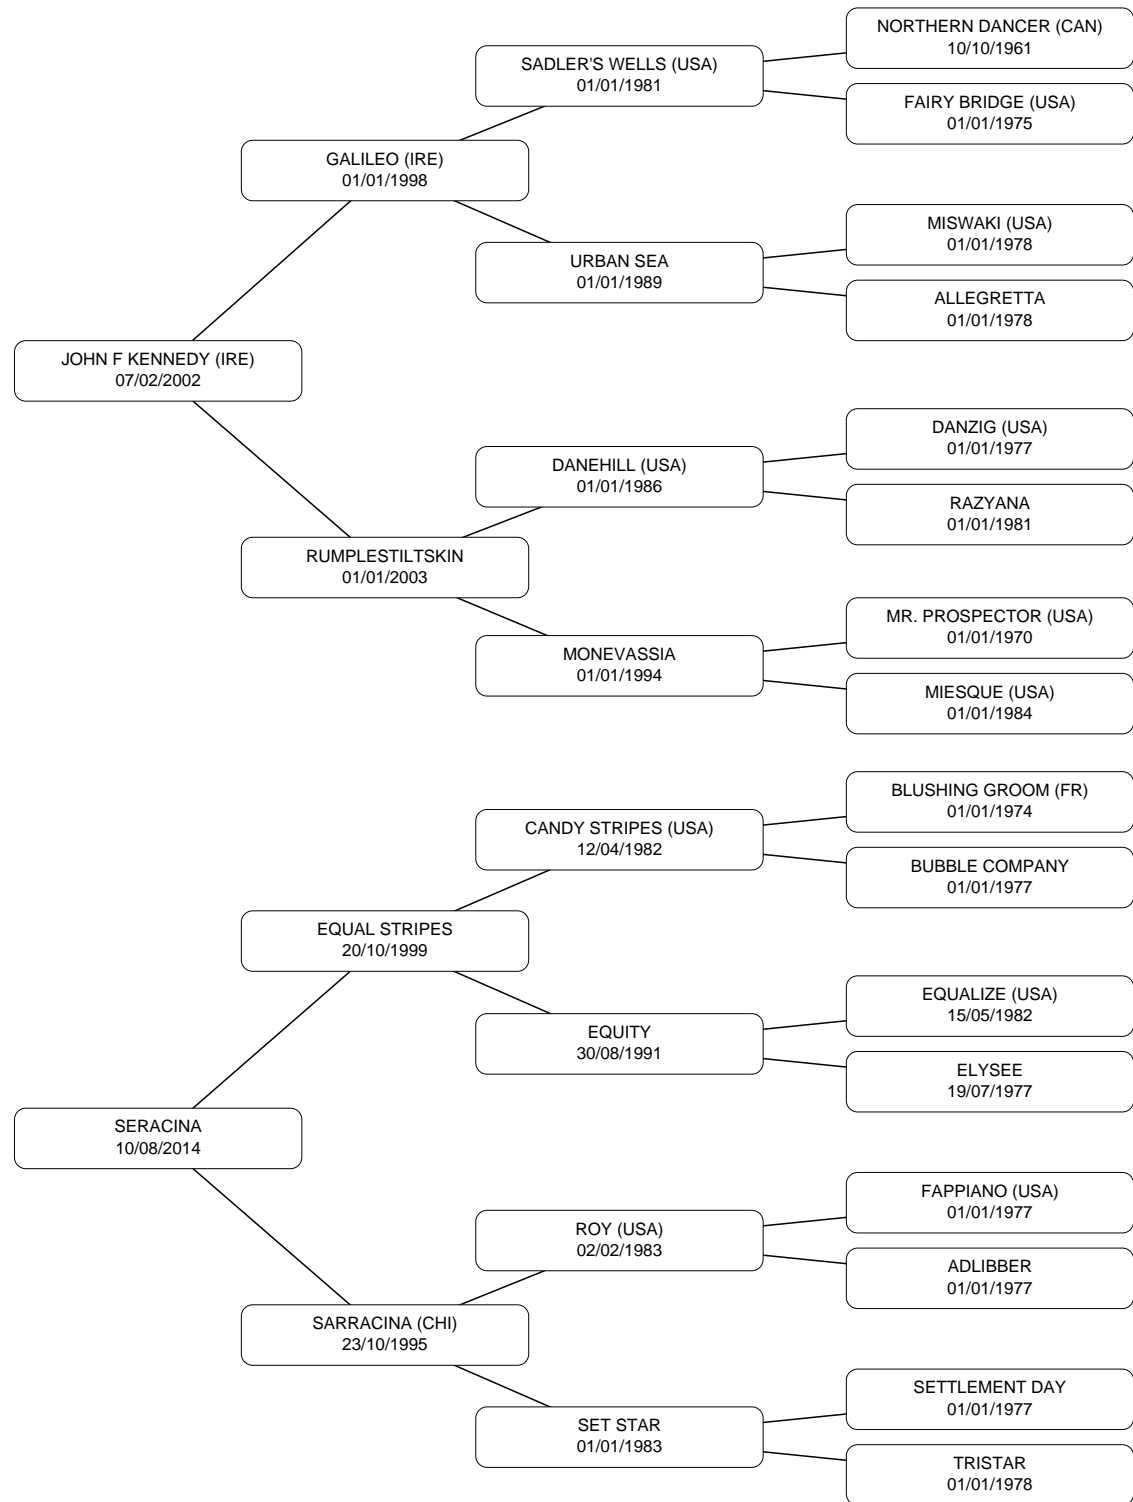 NORTHERN DANCER (CAN)
10/10/1961
SADLER'S WELLS (USA)
01/01/1981
FAIRY BRIDGE (USA)
01/01/1975
GALILEO (IRE)
01/01/1998
MISWAKI (USA)
01/01/1978
URBAN SEA
01/01/1989
ALLEGRETTA
01/01/1978
JOHN F KENNEDY (IRE)
07/02/2002
DANZIG (USA)
01/01/1977
DANEHILL (USA)
01/01/1986
RAZYANA
01/01/1981
RUMPLESTILTSKIN
01/01/2003
MR. PROSPECTOR (USA)
01/01/1970
MONEVASSIA
01/01/1994
MIESQUE (USA)
01/01/1984
BLUSHING GROOM (FR)
01/01/1974
CANDY STRIPES (USA)
12/04/1982
BUBBLE COMPANY
01/01/1977
EQUAL STRIPES
20/10/1999
EQUALIZE (USA)
15/05/1982
EQUITY
30/08/1991
ELYSEE
19/07/1977
SERACINA
10/08/2014
FAPPIANO (USA)
01/01/1977
ROY (USA)
02/02/1983
ADLIBBER
01/01/1977
SARRACINA (CHI)
23/10/1995
SETTLEMENT DAY
01/01/1977
SET STAR
01/01/1983
TRISTAR
01/01/1978